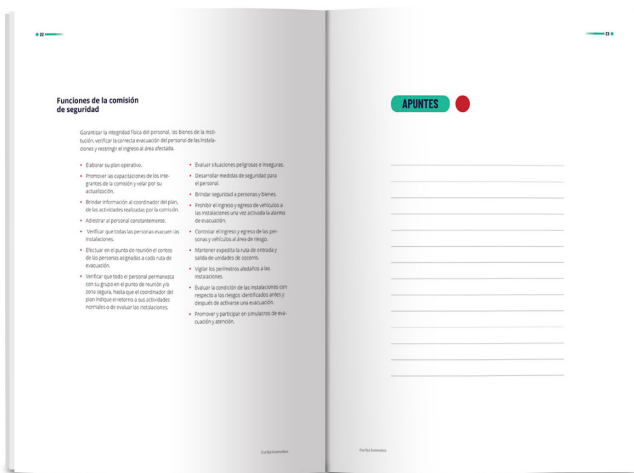 22
Funciones de la comisión
de seguridad
Garantizar la integridad física del personal, los bienes de la insti-
tución, verificar la correcta evacuación del personal de las instala-
ciones y restringir el ingreso al área afectada.
• Elaborar su plan operativo.
• Promover las capacitaciones de los inte-
grantes de la comisión y velar por su
actualización.
• Brindar información al coordinador del plan,
de las actividades realizadas por la comisión.
• Adiestrar al personal constantemente.
• Verificar que todas las personas evacuen las
instalaciones.
• Efectuar en el punto de reunión el conteo
de las personas asignadas a cada ruta de
evacuación.
• Verificar que todo el personal permanezca
con su grupo en el punto de reunión y/o
zona segura, hasta que el coordinador del
plan indique el retorno a sus actividades
normales o de evaluar las instalaciones.
• Evaluar situaciones peligrosas e inseguras.
• Desarrollar medidas de seguridad para
el personal.
• Brindar seguridad a personas y bienes.
• Prohibir el ingreso y egreso de vehículos a
las instalaciones una vez activada la alarma
de evacuación.
• Controlar el ingreso y egreso de las per-
sonas y vehículos al área de riesgo.
• Mantener expedita la ruta de entrada y
salida de unidades de socorro.
• Vigilar los perímetros aledaños a las
instalaciones.
• Evaluar la condición de las instalaciones con
respecto a los riesgos identificados antes y
después de activarse una evacuación.
• Promover y participar en simulacros de eva-
cuación y atención.
23
APUNTES